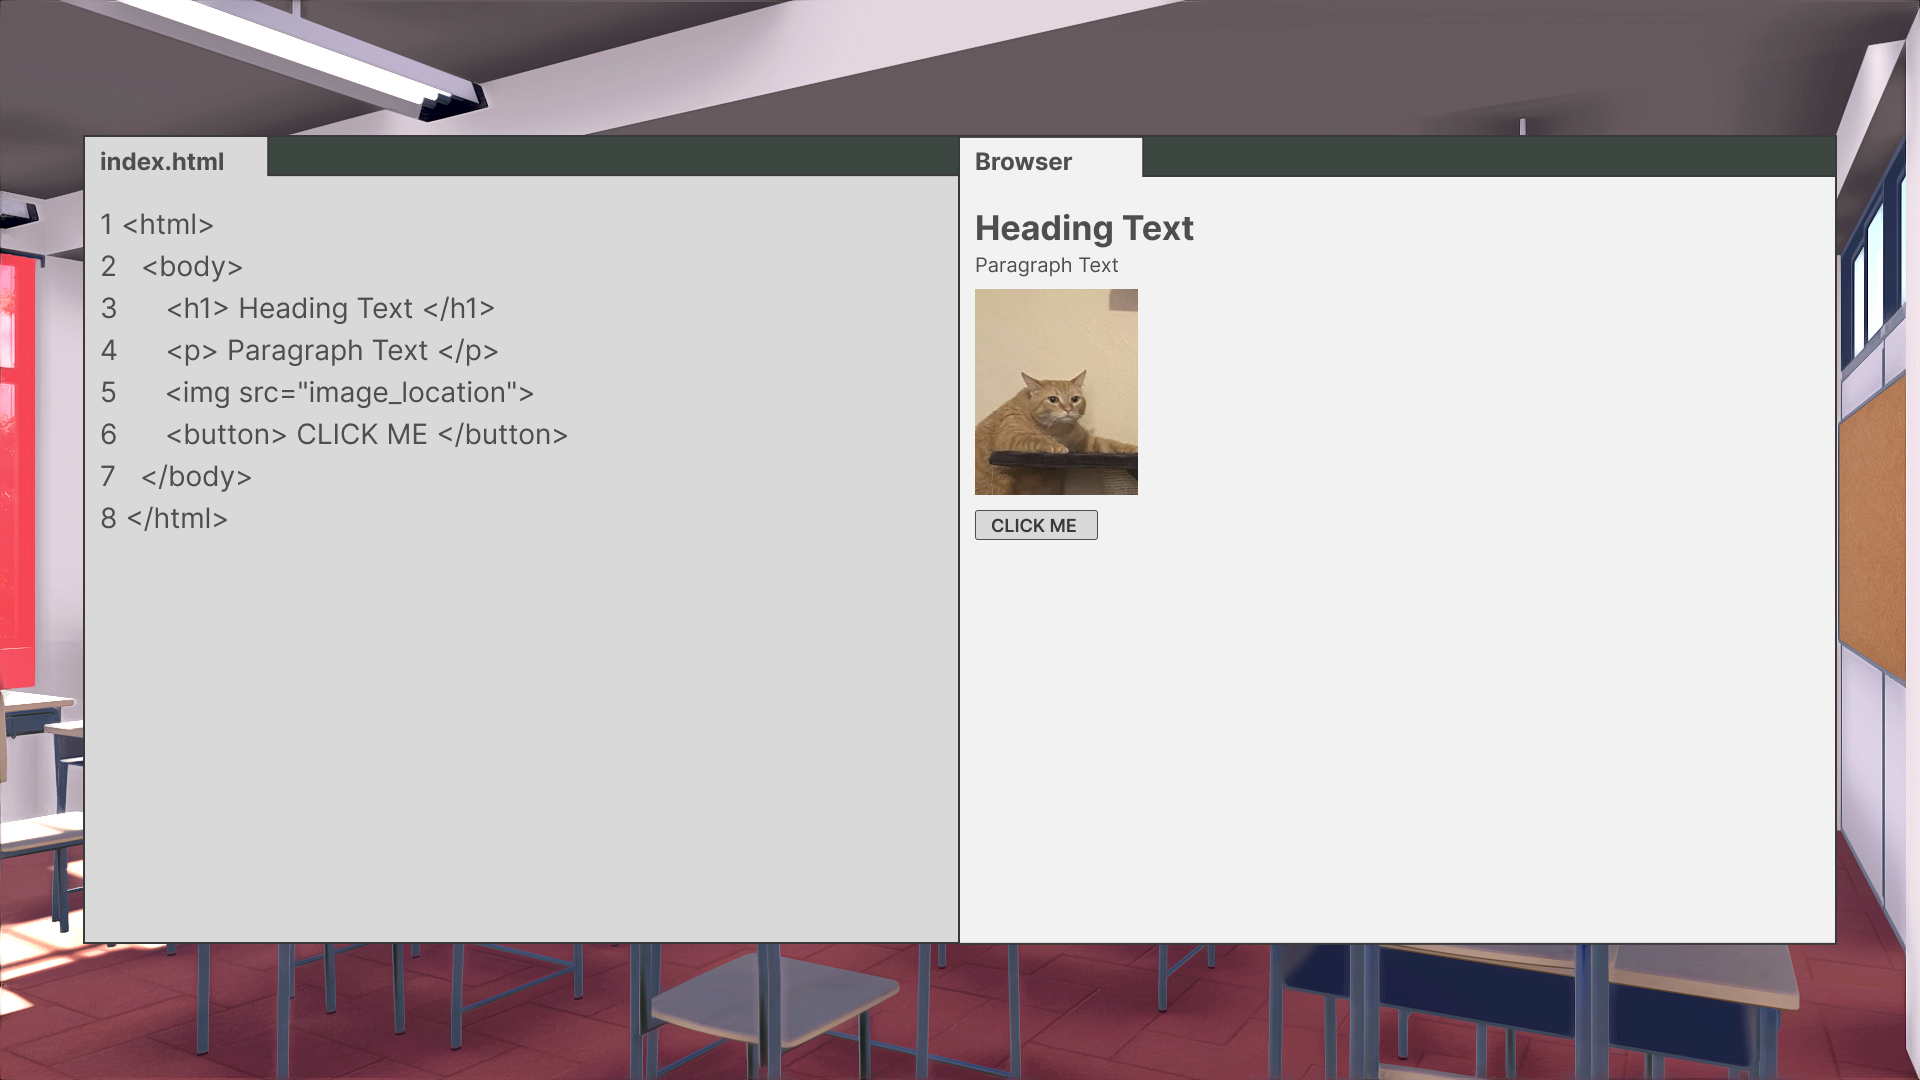 index.html
1 <html>
2 <body>
3 <h1> Heading Text </h1>
4 <p> Paragraph Text </p>
5 <img src="image_location">
6 <button> CLICK ME </button>
7 </body>
8 </html>
Browser
Heading Text
Paragraph Text
CLICK ME